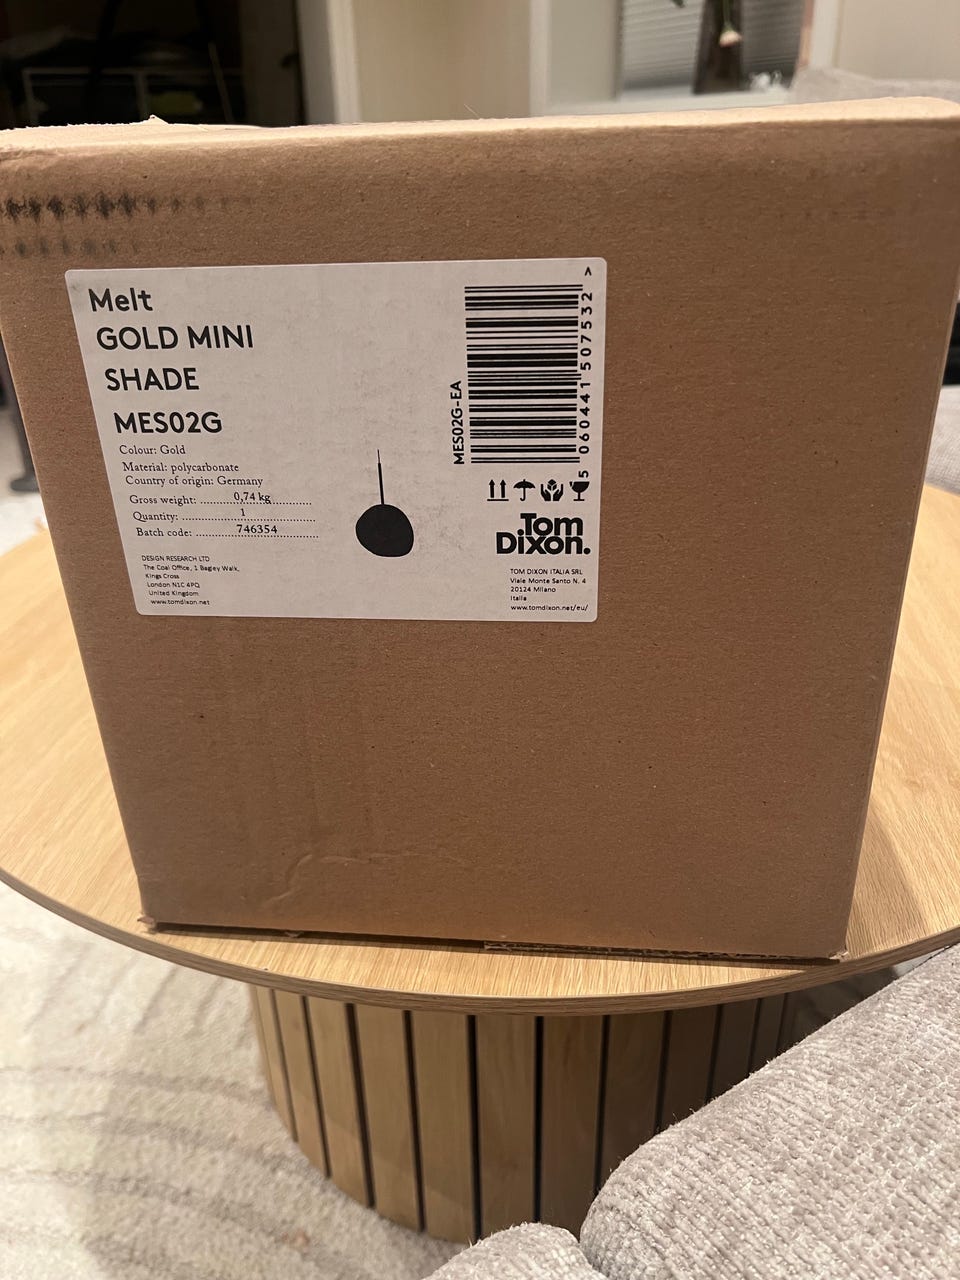 Melt
GOLD MINI
SHADE
MES02G
Colour: Gold
Material: polycarbonate
Country of origin: Germany
Gross weight: ........ 0,74 kg
Quantity: ........ 1
Batch code: ........ 746354
DESIGN RESEARCH LTD
The Coal Office, 1 Bagley Walk,
Kings Cross
London N1C 4PQ
United Kingdom
www.tomdixon.net
MES02G-EA
5 060441 507532 >
Tom
Dixon.
TOM DIXON ITALIA SRL
Viale Monte Santo N. 4
20124 Milano
Italia
www.tomdixon.net/eu/